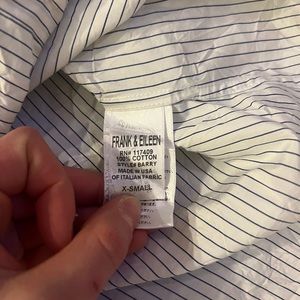 FRANK & EILEEN
RN# 117409
100% COTTON
STYLE# BARRY
MADE IN USA
OF ITALIAN FABRIC
X-SMALL